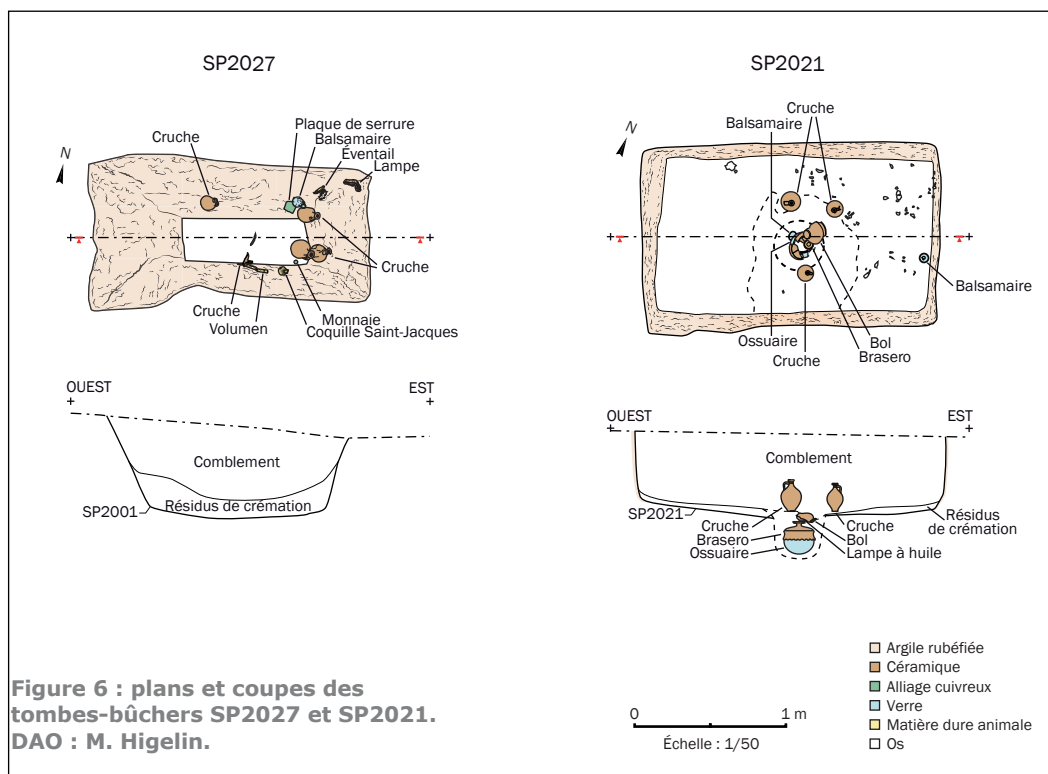 SP2027
Cruche
Plaque de serrure
Balsamaire
Éventail
Lampe
N
Cruche
Cruche
Volumen
Monnaie
Coquille Saint-Jacques
OUEST
EST
Comblement
Résidus de crémation
SP2001
SP2021
Cruche
Balsamaire
N
Balsamaire
Ossuaire
Cruche
Bol
Brasero
OUEST
EST
Comblement
SP2021
Cruche
Brasero
Ossuaire
Cruche
Bol
Lampe à huile
Résidus
de crémation
Argile rubéfiée
Céramique
Alliage cuivreux
Verre
Matière dure animale
Os
0
1 m
Échelle : 1/50
Figure 6 : plans et coupes des
tombes-bûchers SP2027 et SP2021.
DAO : M. Higelin.